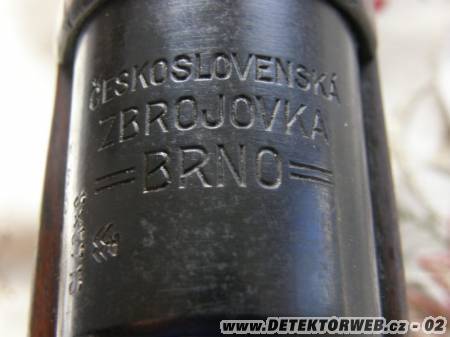 ČESKOSLOVENSKÁ
ZBROJOVKA
=BRNO=
www.DETEKTORWEB.cz - 02